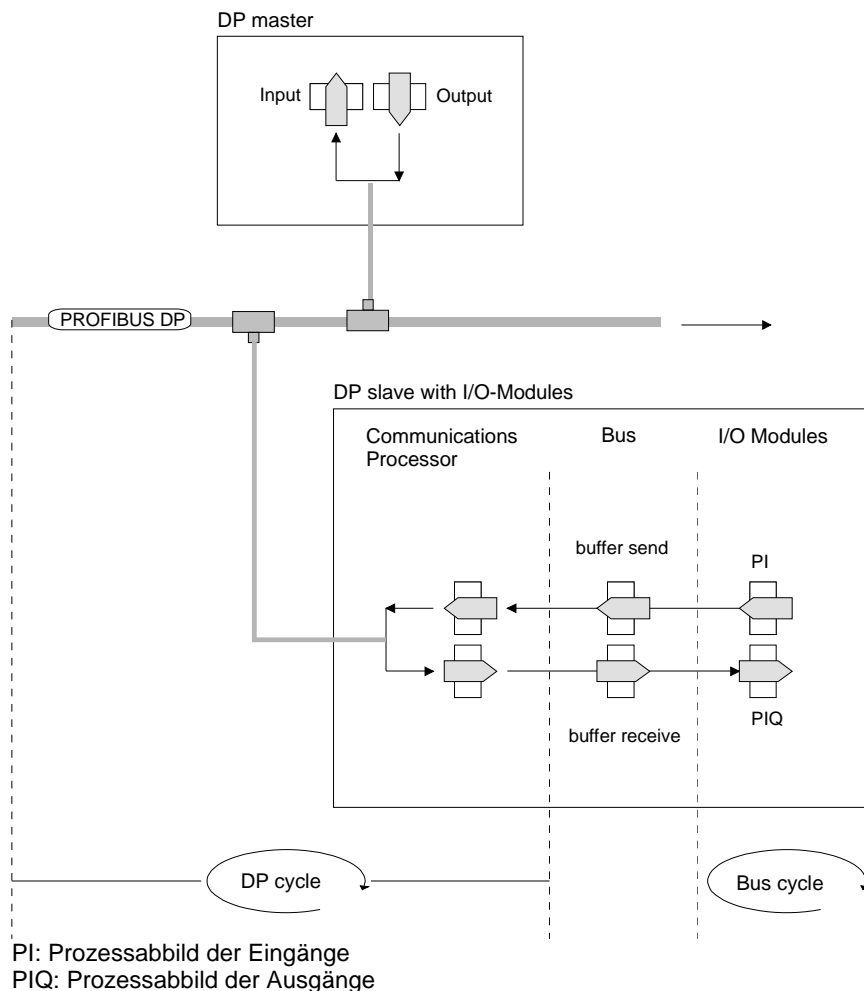 DP master
Input
Output
PROFIBUS DP
DP slave with I/O-Modules
Communications
Processor
Bus
I/O Modules
buffer send
PI
buffer receive
PIQ
DP cycle
Bus cycle
PI: Prozessabbild der Eingänge
PIQ: Prozessabbild der Ausgänge